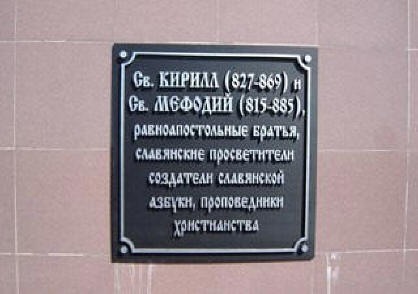 Св. КИРИЛЛ (827-869) и
Св. МЕФОДИЙ (815-885),
равноапостольные братья,
славянские просветители
создатели славянской
азбуки, проповедники
христианства